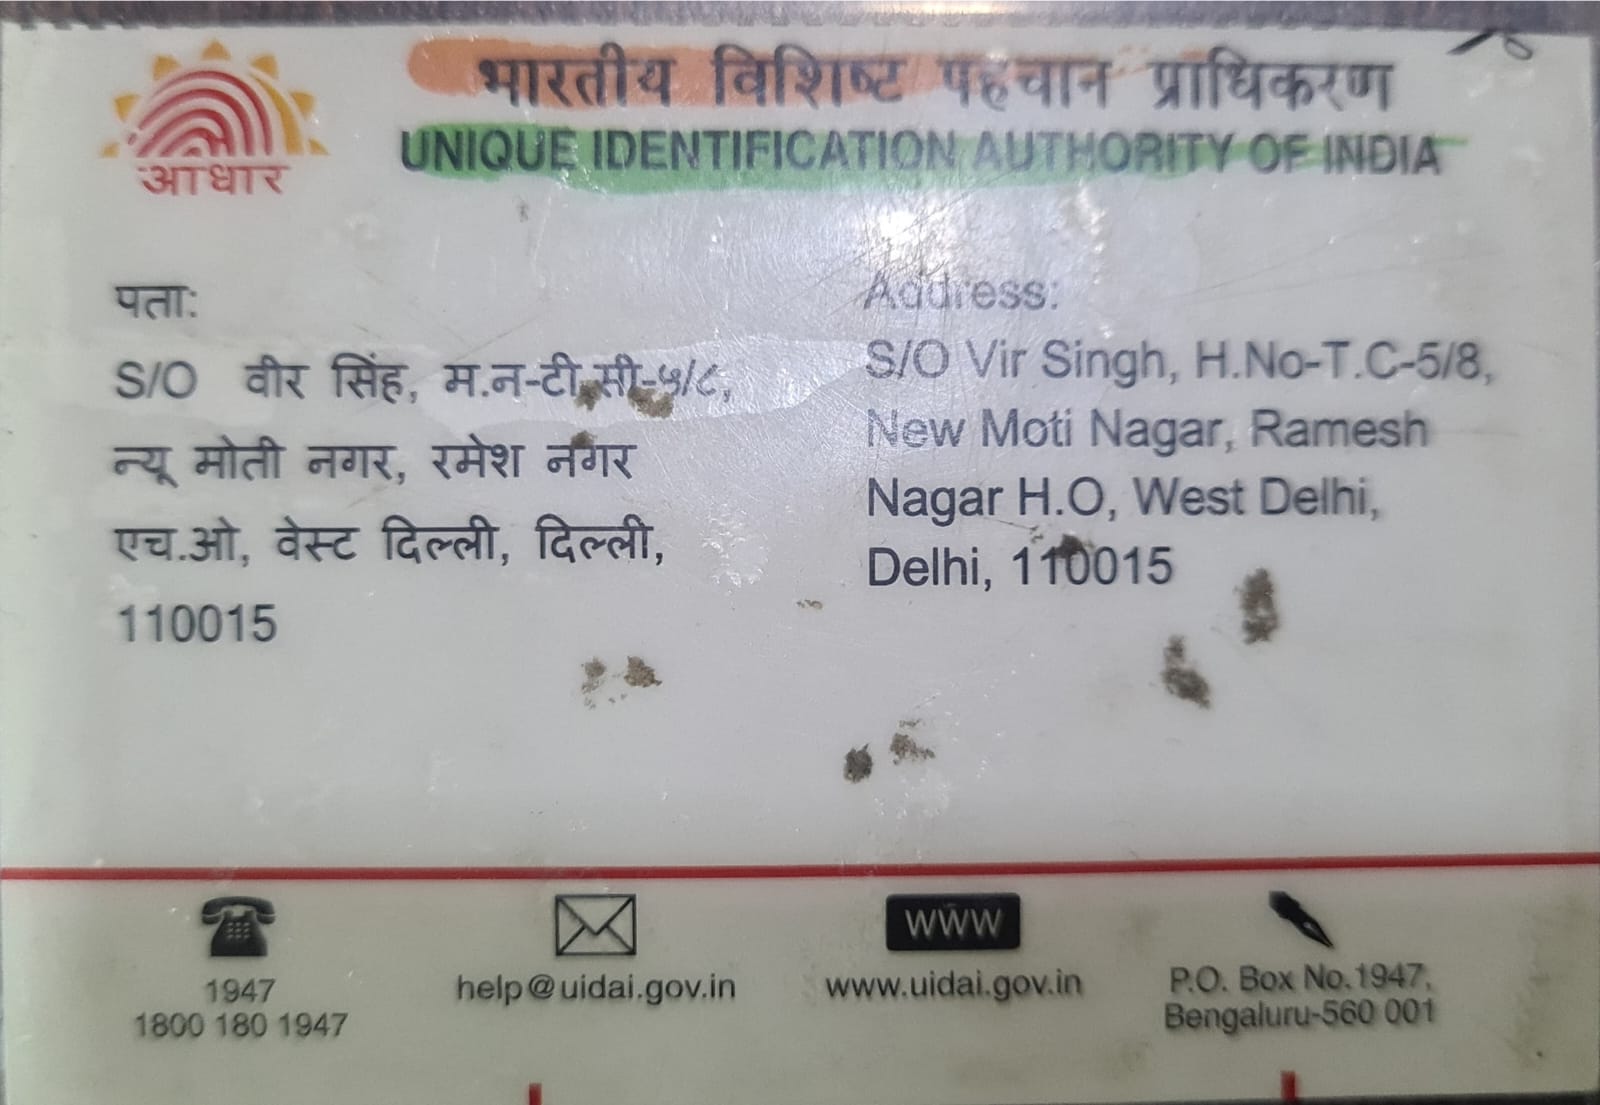 भारतीय विशिष्ट पहचान प्राधिकरण
UNIQUE IDENTIFICATION AUTHORITY OF INDIA
आधार
पता:
S/O वीर सिंह, म.न-टी.सी-५/८,
न्यू मोती नगर, रमेश नगर
एच.ओ, वेस्ट दिल्ली, दिल्ली,
110015
Address:
S/O Vir Singh, H.No-T.C-5/8,
New Moti Nagar, Ramesh
Nagar H.O, West Delhi,
Delhi, 110015
1947
1800 180 1947
help@uidai.gov.in
WWW
www.uidai.gov.in
P.O. Box No.1947,
Bengaluru-560 001